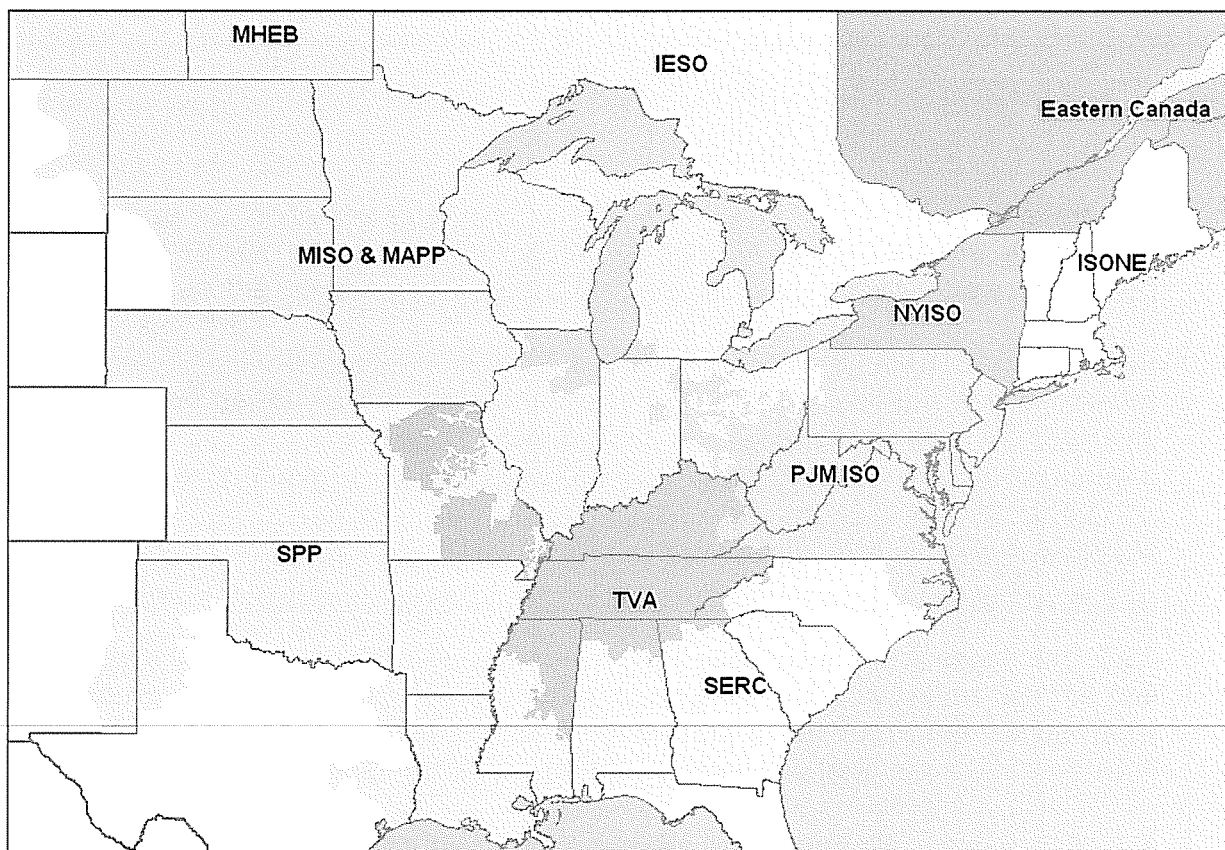 MHEB
IESO
Eastern Canada
MISO & MAPP
ISONE
NYISO
PJM ISO
SPP
TVA
SERC